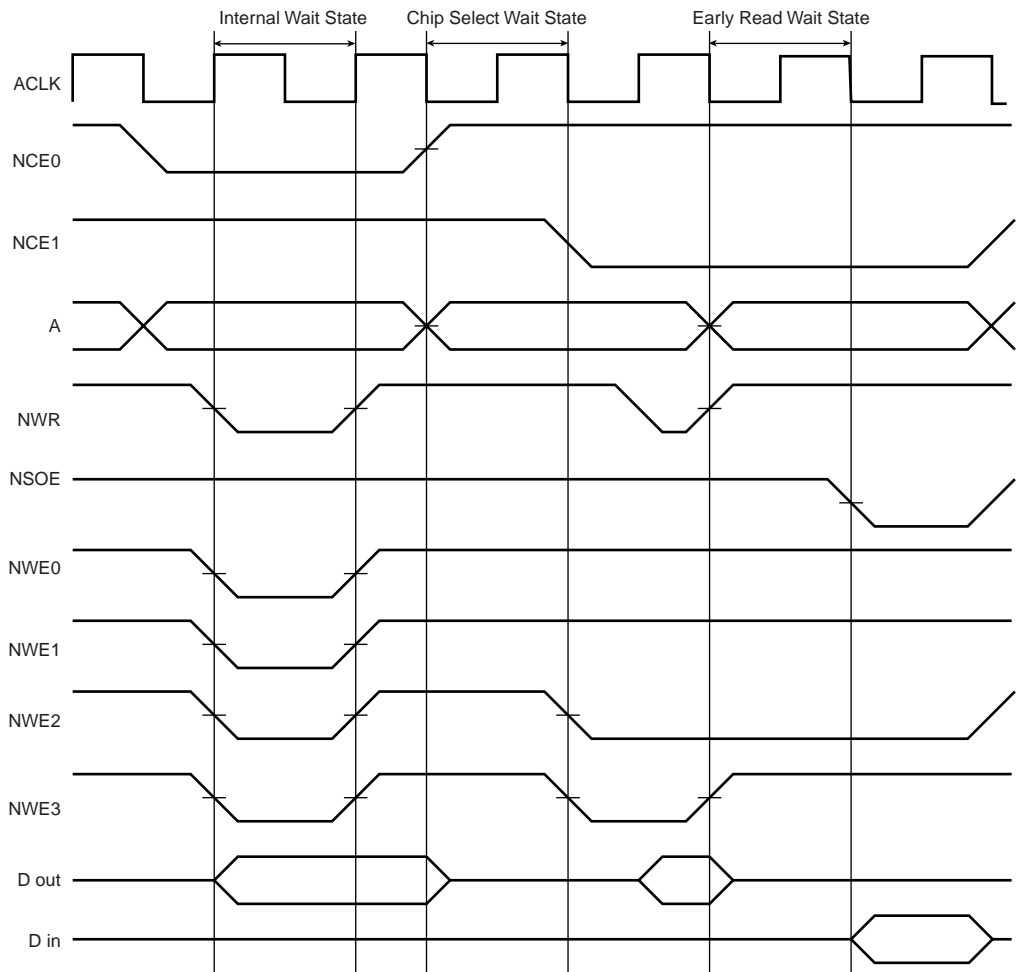 Internal Wait State
Chip Select Wait State
Early Read Wait State
ACLK
NCE0
NCE1
A
NWR
NSOE
NWE0
NWE1
NWE2
NWE3
D out
D in